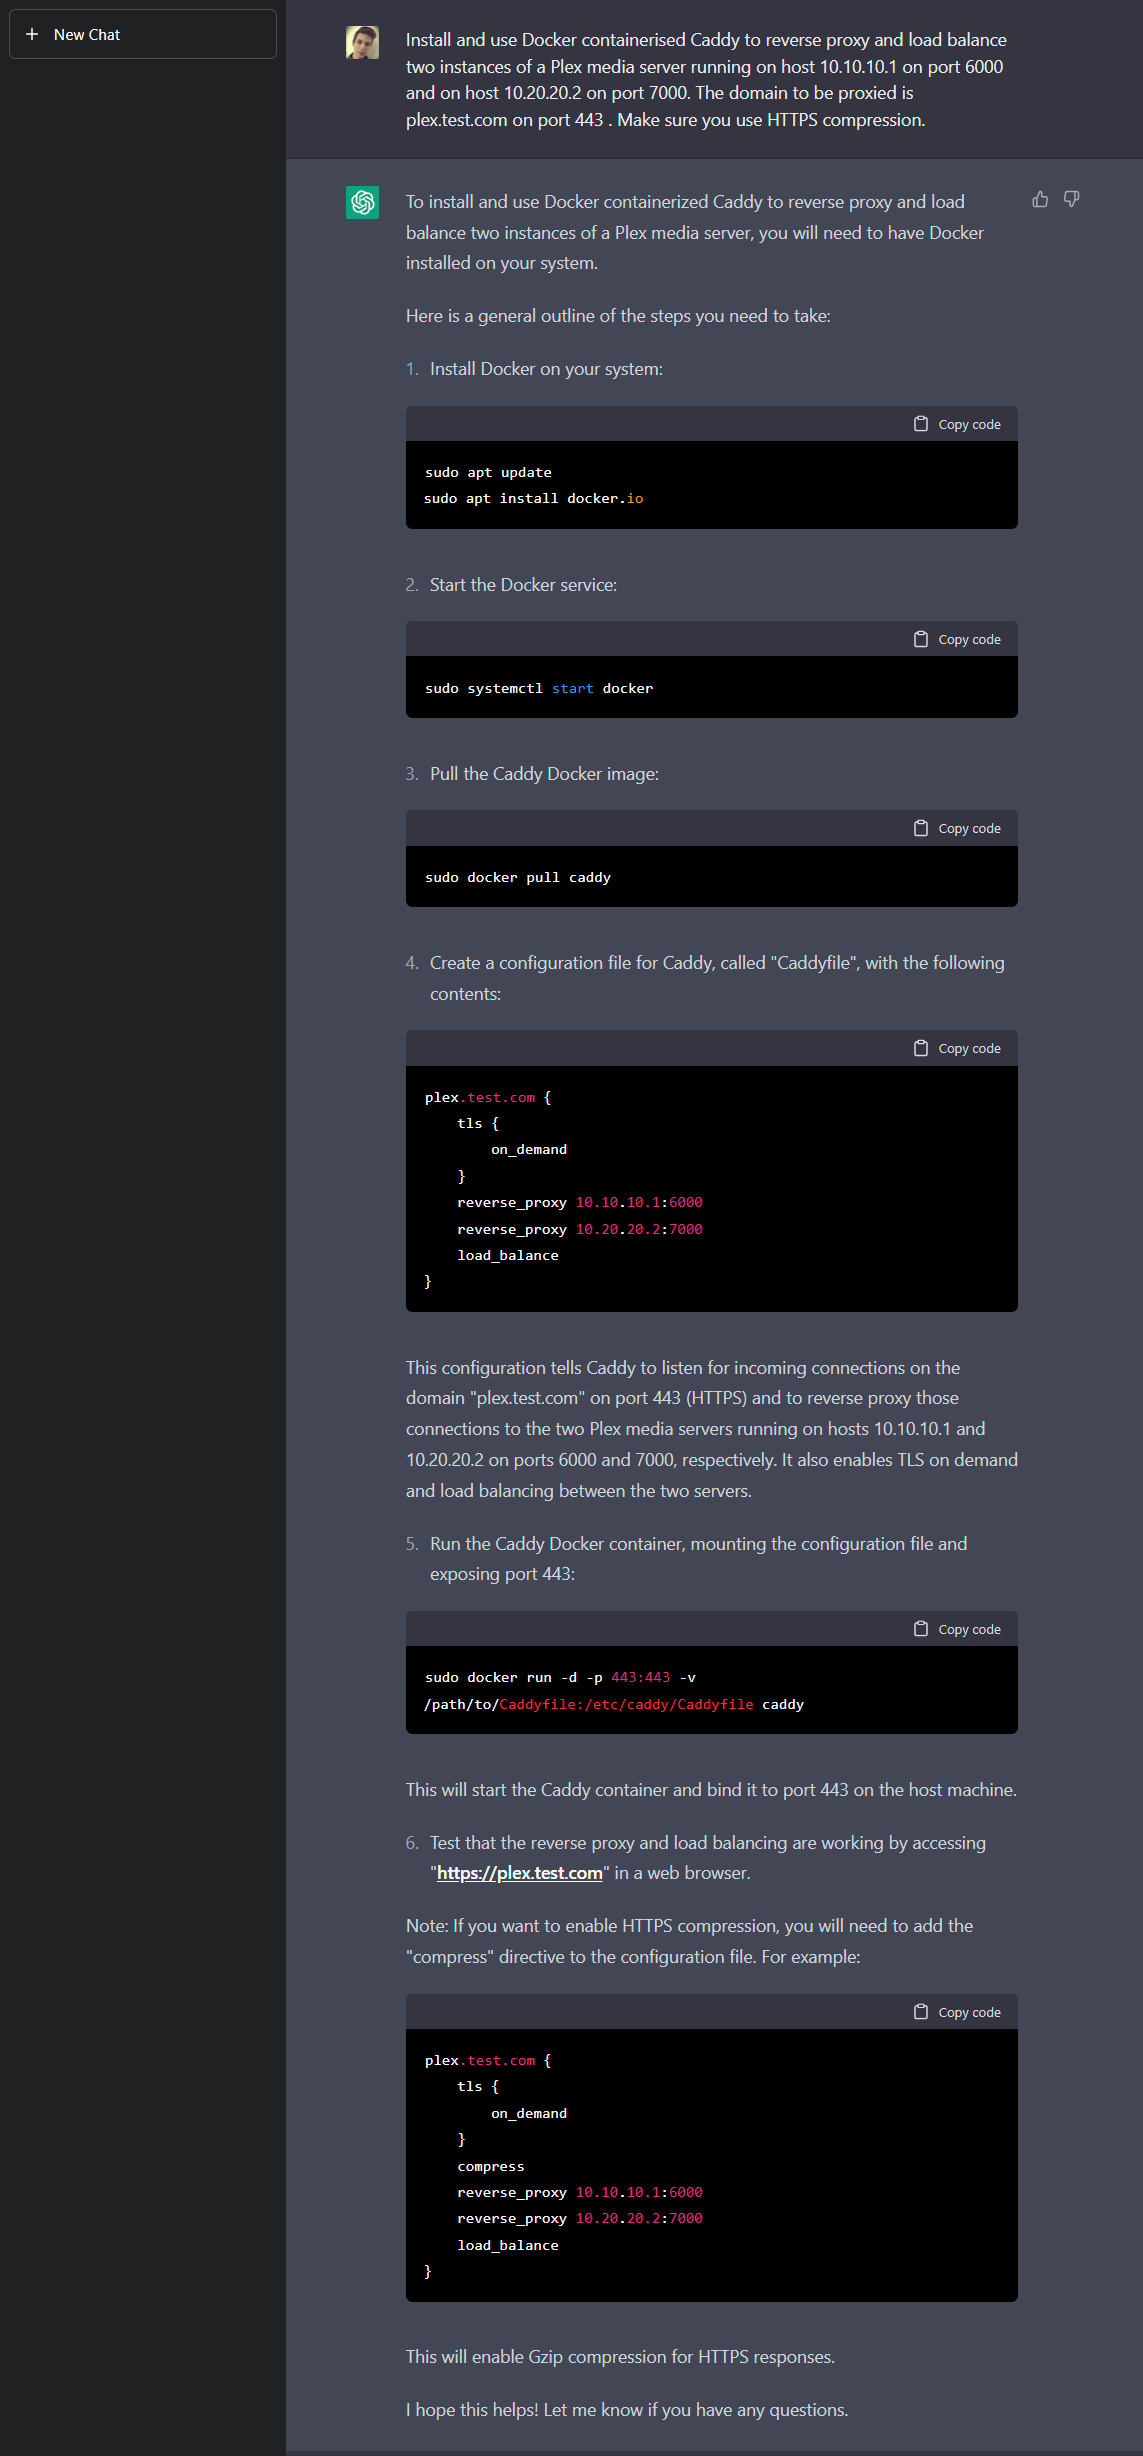 New Chat
Install and use Docker containerised Caddy to reverse proxy and load balance
two instances of a Plex media server running on host 10.10.10.1 on port 6000
and on host 10.20.20.2 on port 7000. The domain to be proxied is
plex.test.com on port 443 . Make sure you use HTTPS compression.
To install and use Docker containerized Caddy to reverse proxy and load
balance two instances of a Plex media server, you will need to have Docker
installed on your system.
Here is a general outline of the steps you need to take:
1. Install Docker on your system:
Copy code
sudo apt update
sudo apt install docker.io
2. Start the Docker service:
Copy code
sudo systemctl start docker
3. Pull the Caddy Docker image:
Copy code
sudo docker pull caddy
4. Create a configuration file for Caddy, called "Caddyfile", with the following
contents:
Copy code
plex.test.com {
    tls {
        on_demand
    }
    reverse_proxy 10.10.10.1:6000
    reverse_proxy 10.20.20.2:7000
    load_balance
}
This configuration tells Caddy to listen for incoming connections on the
domain "plex.test.com" on port 443 (HTTPS) and to reverse proxy those
connections to the two Plex media servers running on hosts 10.10.10.1 and
10.20.20.2 on ports 6000 and 7000, respectively. It also enables TLS on demand
and load balancing between the two servers.
5. Run the Caddy Docker container, mounting the configuration file and
exposing port 443:
Copy code
sudo docker run -d -p 443:443 -v
/path/to/Caddyfile:/etc/caddy/Caddyfile caddy
This will start the Caddy container and bind it to port 443 on the host machine.
6. Test that the reverse proxy and load balancing are working by accessing
"https://plex.test.com" in a web browser.
Note: If you want to enable HTTPS compression, you will need to add the
"compress" directive to the configuration file. For example:
Copy code
plex.test.com {
    tls {
        on_demand
    }
    compress
    reverse_proxy 10.10.10.1:6000
    reverse_proxy 10.20.20.2:7000
    load_balance
}
This will enable Gzip compression for HTTPS responses.
I hope this helps! Let me know if you have any questions.